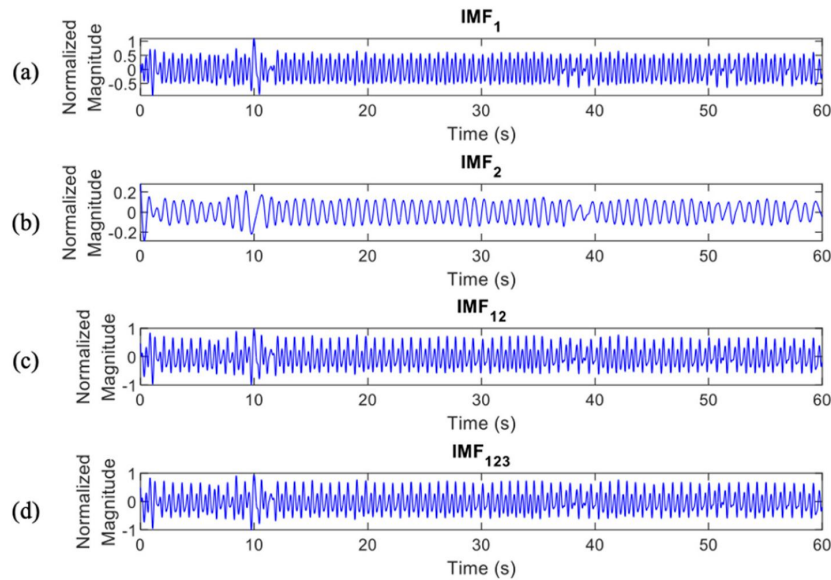 IMF1
(a)
Normalized
Magnitude
1
0.5
0
-0.5
0 10 20 30 40 50 60
Time (s)
IMF2
(b)
Normalized
Magnitude
0.2
0
-0.2
0 10 20 30 40 50 60
Time (s)
IMF12
(c)
Normalized
Magnitude
1
0
-1
0 10 20 30 40 50 60
Time (s)
IMF123
(d)
Normalized
Magnitude
1
0
-1
0 10 20 30 40 50 60
Time (s)